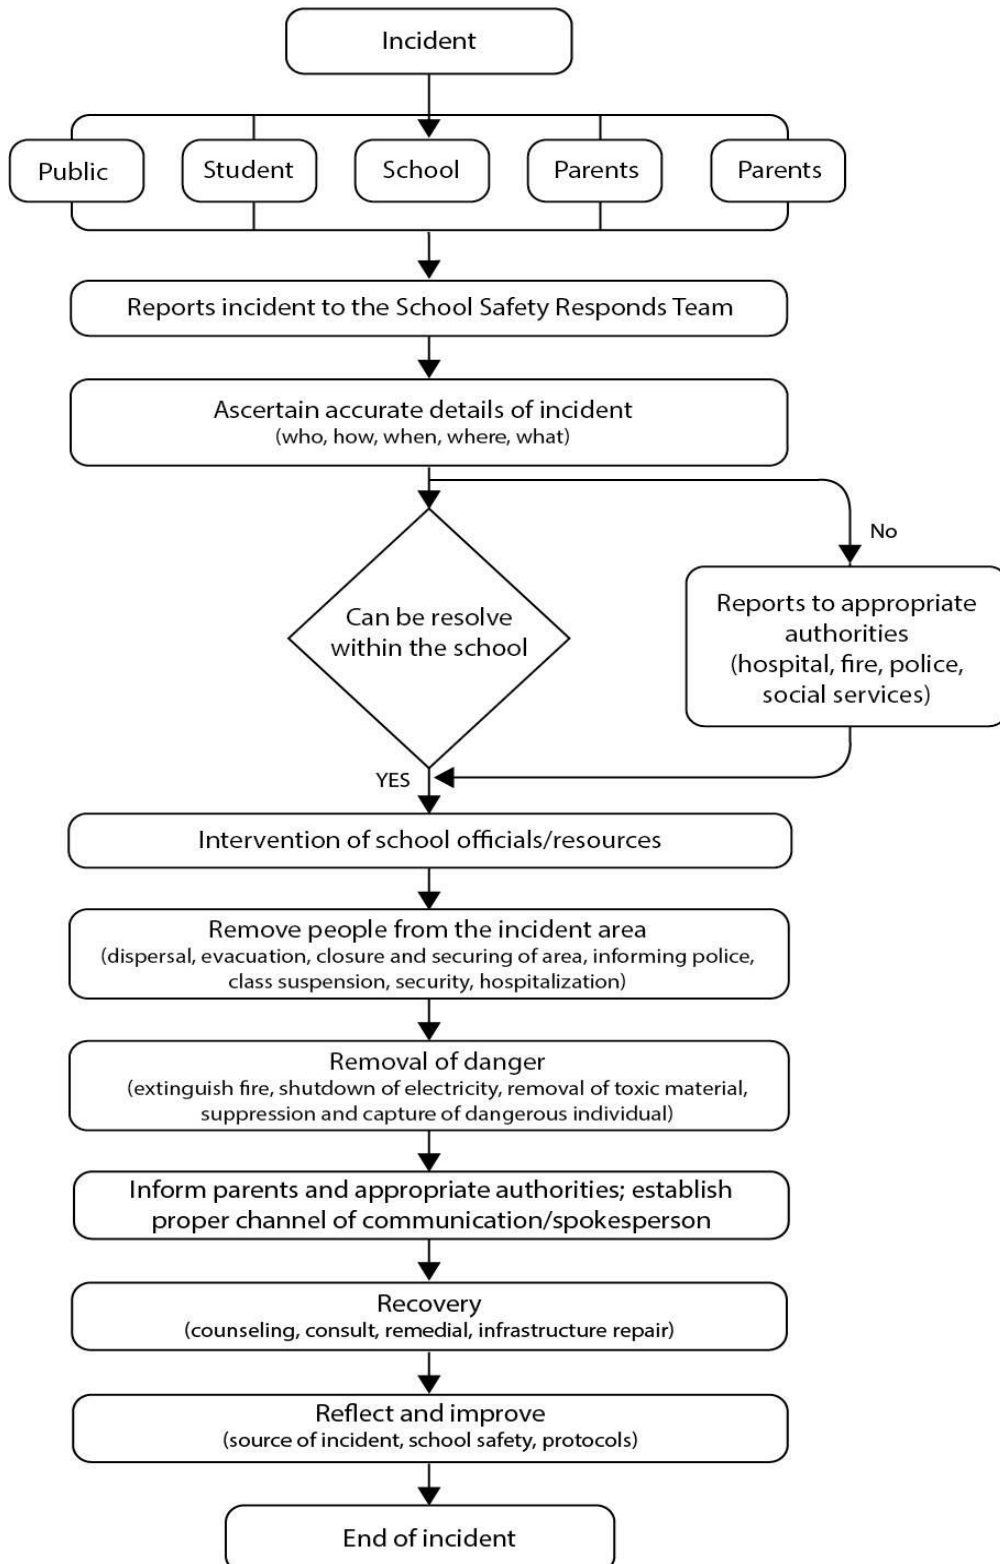 Incident
Public
Student
School
Parents
Parents
Reports incident to the School Safety Responds Team
Ascertain accurate details of incident
(who, how, when, where, what)
No
Can be resolve
within the school
Reports to appropriate
authorities
(hospital, fire, police,
social services)
YES
Intervention of school officials/resources
Remove people from the incident area
(dispersal, evacuation, closure and securing of area, informing police,
class suspension, security, hospitalization)
Removal of danger
(extinguish fire, shutdown of electricity, removal of toxic material,
suppression and capture of dangerous individual)
Inform parents and appropriate authorities; establish
proper channel of communication/spokesperson
Recovery
(counseling, consult, remedial, infrastructure repair)
Reflect and improve
(source of incident, school safety, protocols)
End of incident